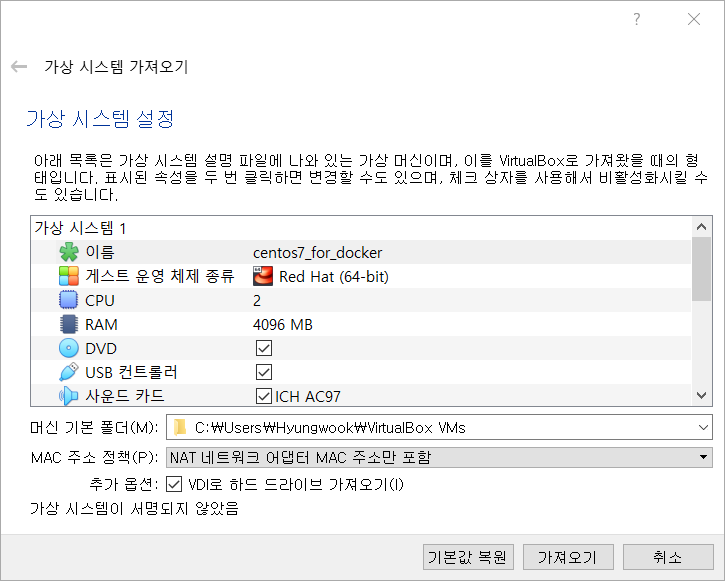 ?
가상 시스템 가져오기
가상 시스템 설정
아래 목록은 가상 시스템 설명 파일에 나와 있는 가상 머신이며, 이를 VirtualBox로 가져왔을 때의 형
태입니다. 표시된 속성을 두 번 클릭하면 변경할 수도 있으며, 체크 상자를 사용해서 비활성화시킬 수
도 있습니다.
가상 시스템 1
이름 centos7_for_docker
게스트 운영 체제 종류 64 Red Hat (64-bit)
CPU 2
RAM 4096 MB
DVD
USB 컨트롤러
사운드 카드 ICH AC97
머신 기본 폴더(M): C:₩Users₩Hyungwook₩VirtualBox VMs
MAC 주소 정책(P): NAT 네트워크 어댑터 MAC 주소만 포함
추가 옵션: VDI로 하드 드라이브 가져오기(I)
가상 시스템이 서명되지 않았음
기본값 복원 가져오기 취소